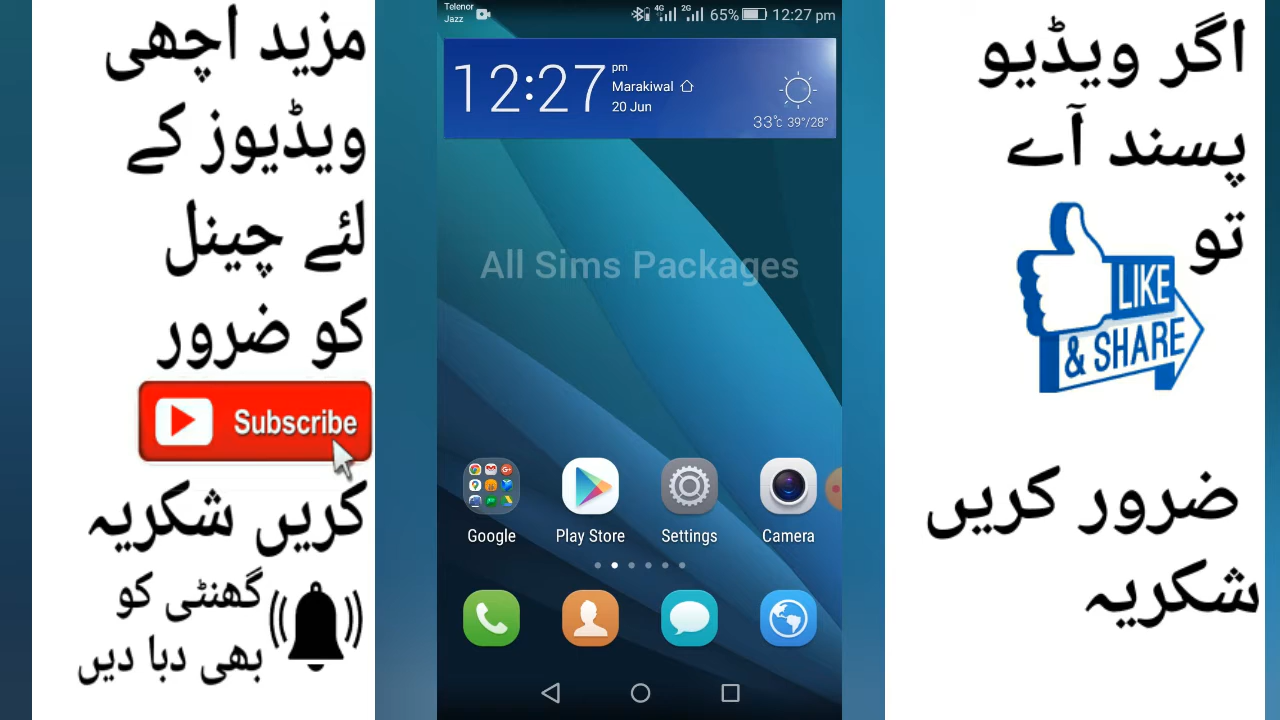 مزید اچھی
ویڈیوز کے
لئے چینل
کو ضرور
Subscribe
کریں شکریہ
گھنٹی کو
بھی دبا دیں
Telenor
Jazz
4G
2G
65%
12:27 pm
12:27
pm
Marakiwal
20 Jun
33°c 39°/28°
All Sims Packages
Google
Play Store
Settings
Camera
اگر ویڈیو
پسند آے
تو
LIKE
& SHARE
ضرور کریں
شکریہ